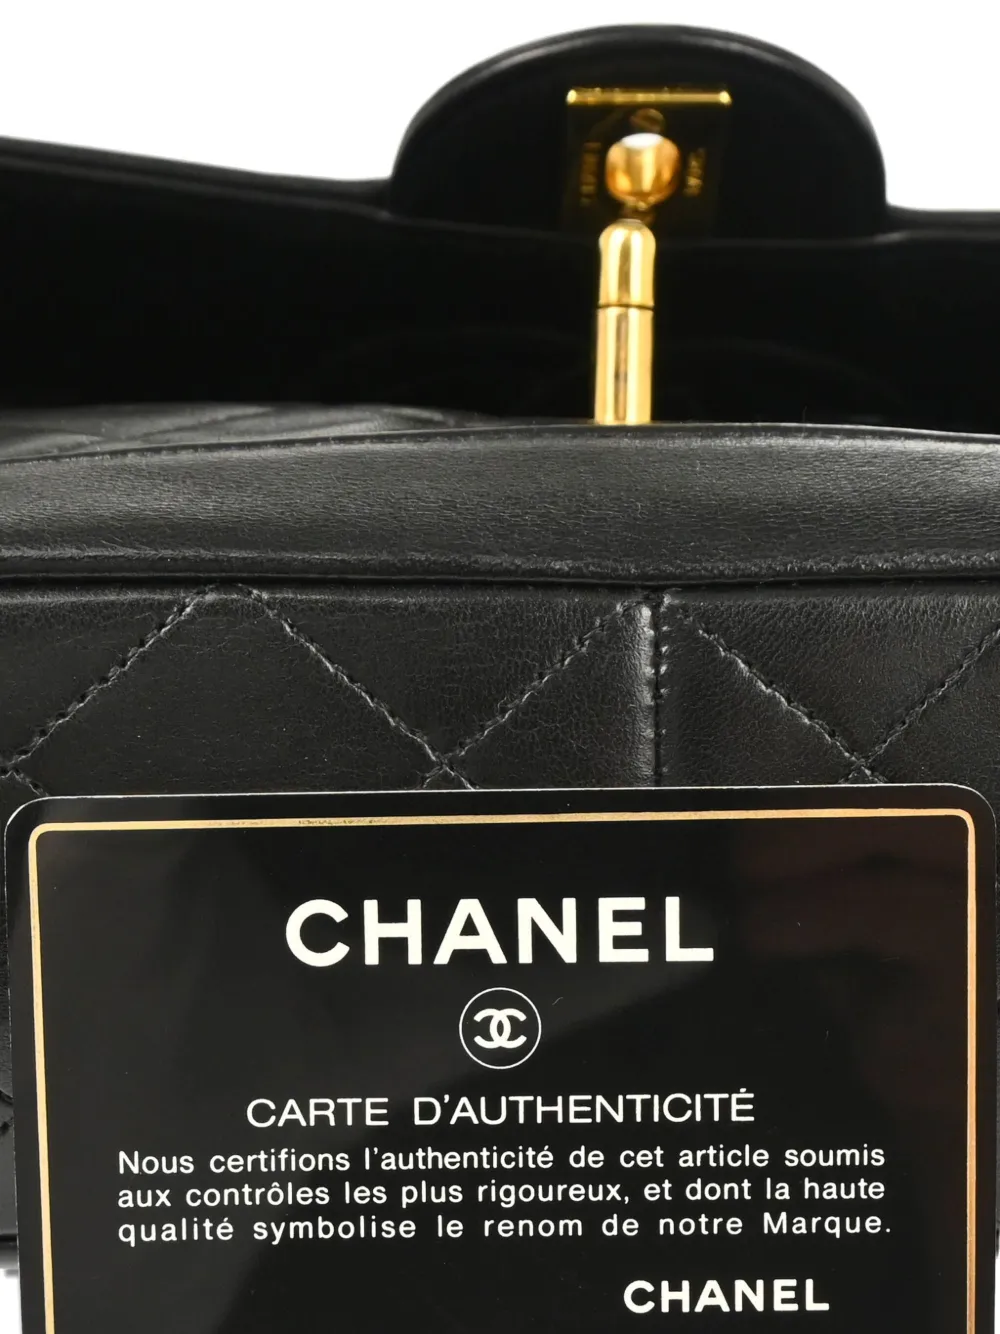 CHANEL
CARTE D'AUTHENTICITÉ
Nous certifions l'authenticité de cet article soumis
aux contrôles les plus rigoureux, et dont la haute
qualité symbolise le renom de notre Marque.
CHANEL